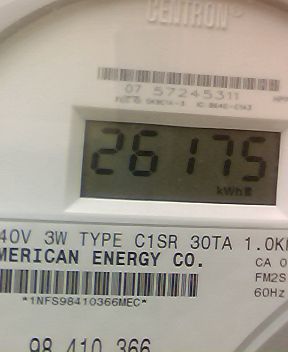 CENTRON®
07 57245311
26175
kWh
40V 3W TYPE C1SR 30TA 1.0K
MERICAN ENERGY CO.
CA 0
FM2S
60Hz
*1NFS98410366MEC*
98 410 366